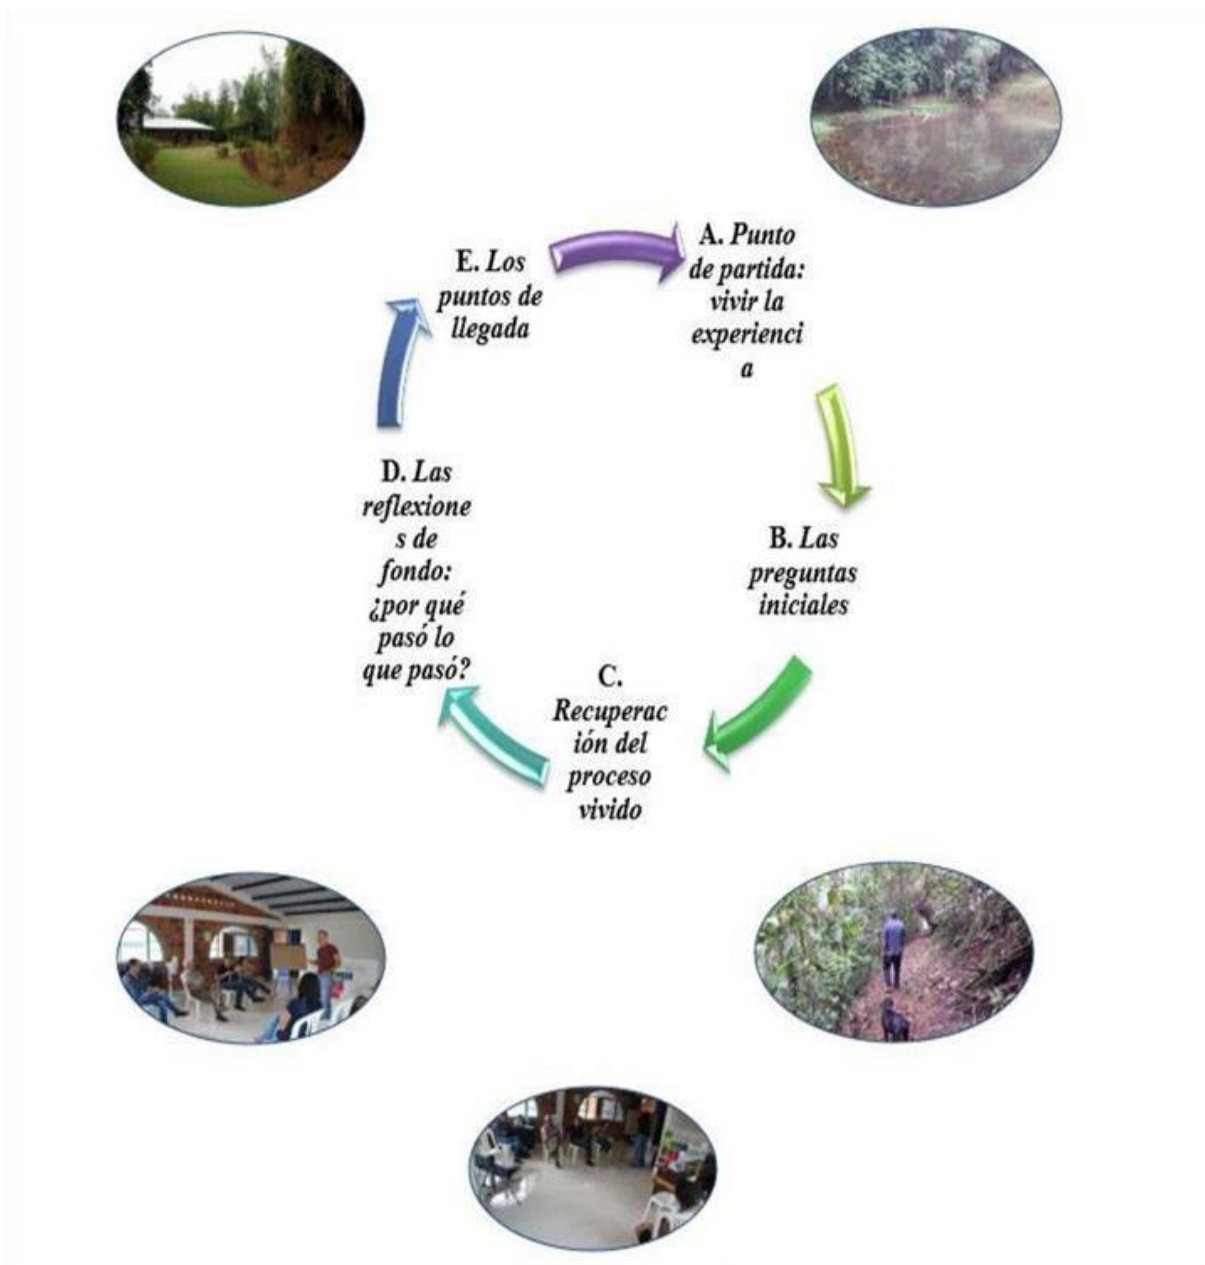 A. Punto
de partida:
vivir la
experienci
a
B. Las
preguntas
iniciales
C.
Recuperac
ión del
proceso
vivido
D. Las
reflexione
s de
fondo:
¿por qué
pasó lo
que pasó?
E. Los
puntos de
llegada